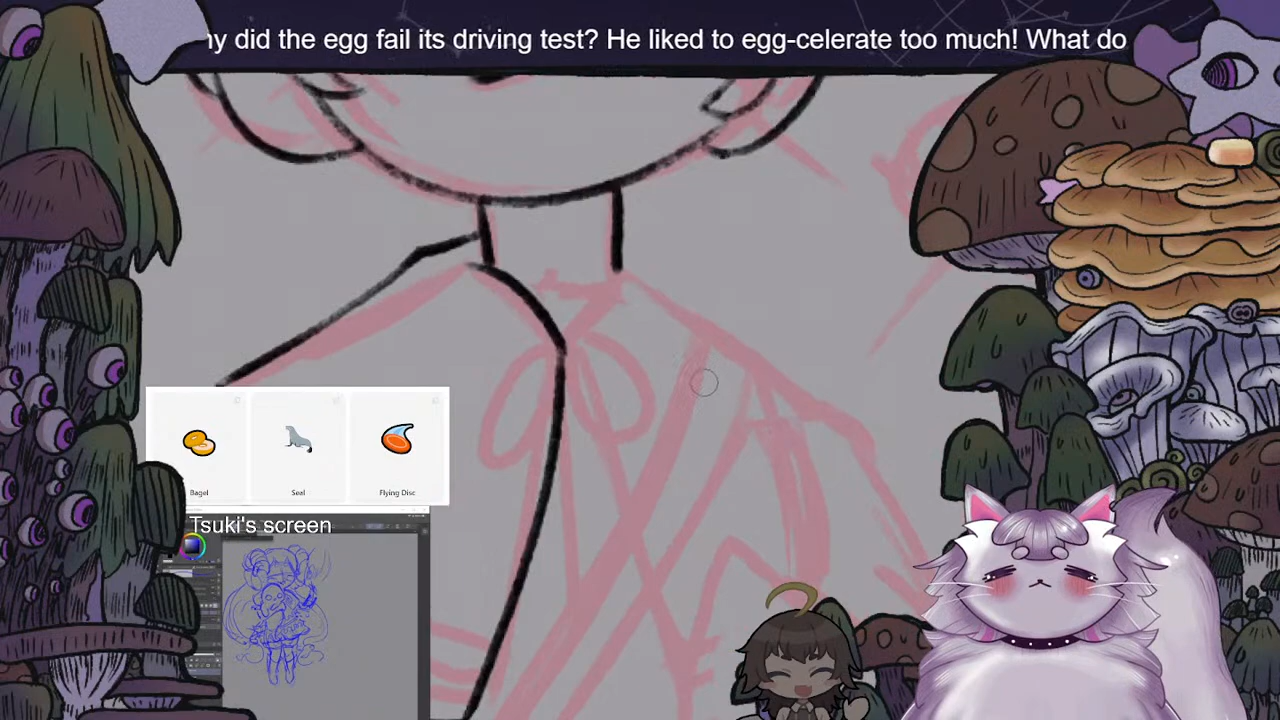 ny did the egg fail its driving test? He liked to egg-celerate too much! What do
Bagel
Seal
Flying Disc
Tsuki's screen